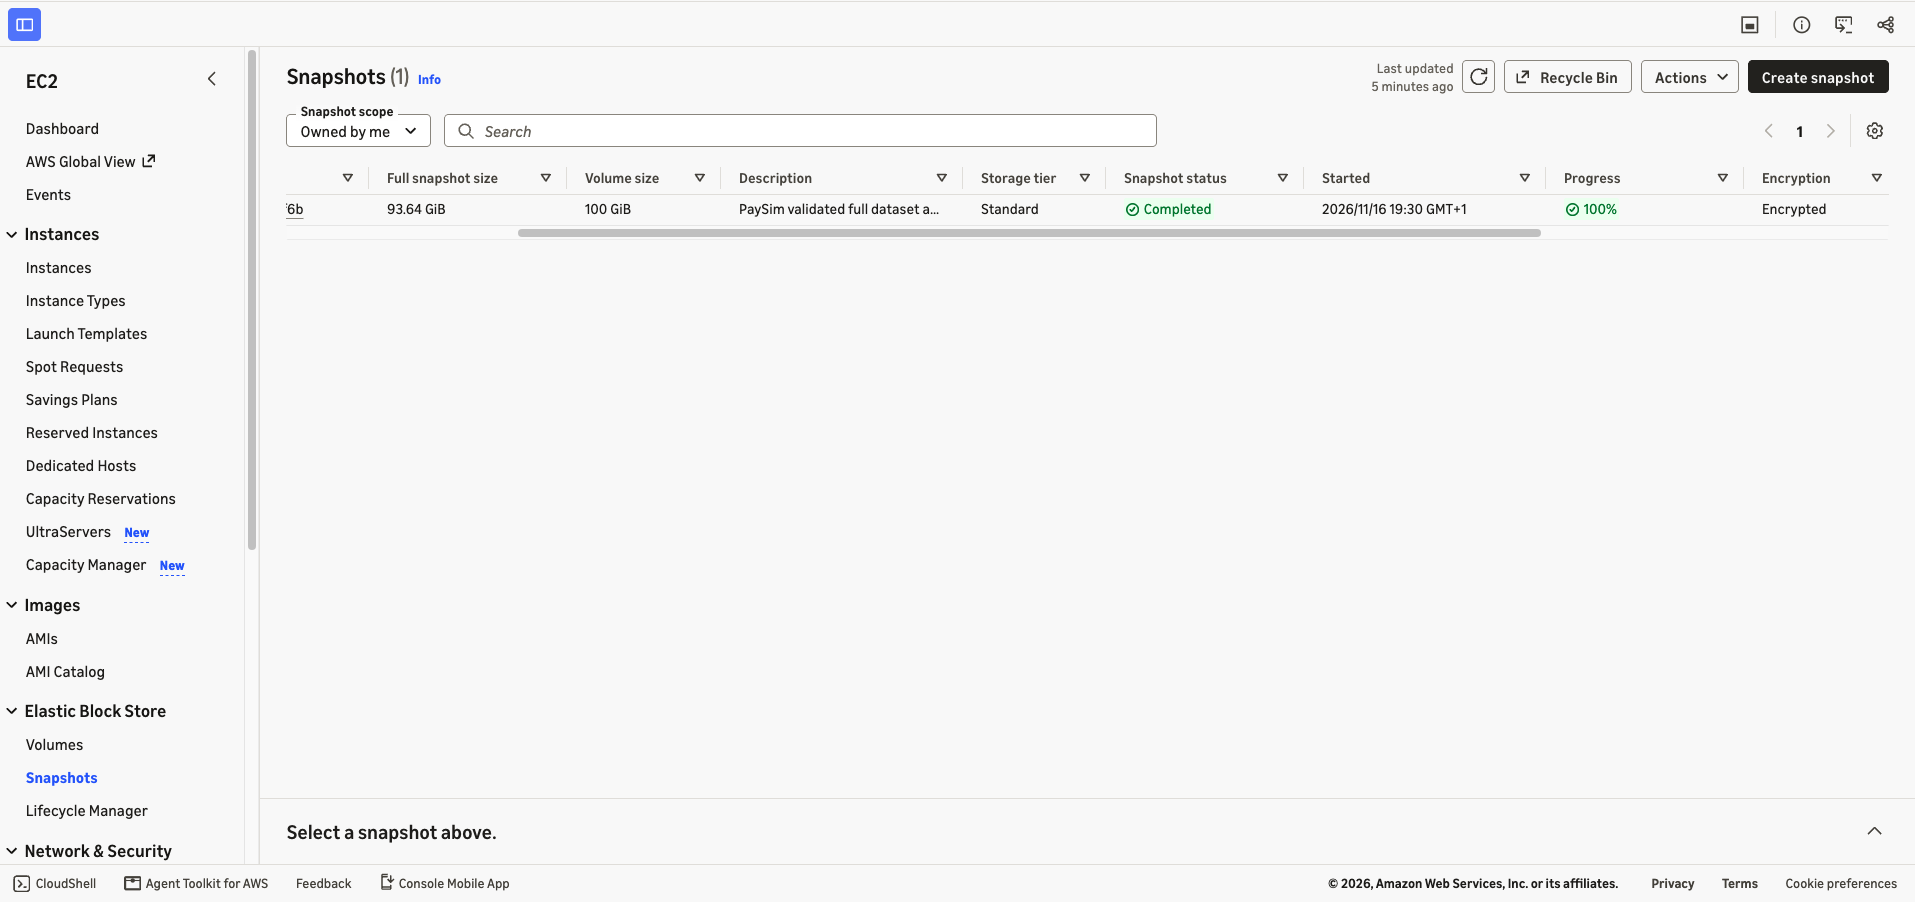 EC2
Dashboard
AWS Global View
Events
Instances
Instances
Instance Types
Launch Templates
Spot Requests
Savings Plans
Reserved Instances
Dedicated Hosts
Capacity Reservations
UltraServers New
Capacity Manager New
Images
AMIs
AMI Catalog
Elastic Block Store
Volumes
Snapshots
Lifecycle Manager
Network & Security
Snapshots (1) Info
Last updated
5 minutes ago
Recycle Bin
Actions
Create snapshot
Snapshot scope
Owned by me
Search
1
Full snapshot size Volume size Description Storage tier Snapshot status Started Progress Encryption
6b 93.64 GiB 100 GiB PaySim validated full dataset a... Standard Completed 2026/11/16 19:30 GMT+1 100% Encrypted
Select a snapshot above.
CloudShell Agent Toolkit for AWS Feedback Console Mobile App © 2026, Amazon Web Services, Inc. or its affiliates. Privacy Terms Cookie preferences